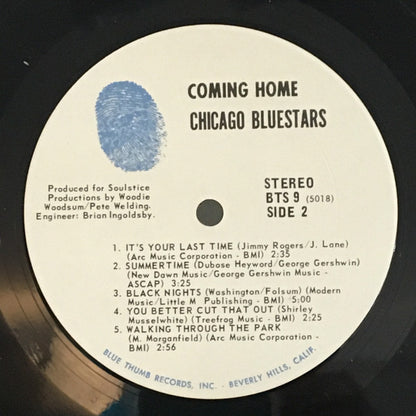 COMING HOME
CHICAGO BLUESTARS
Produced for Soulstice
Productions by Woodie
Woodsum/Pete Welding.
Engineer: Brian Ingoldsby.
STEREO
BTS 9 (5018)
SIDE 2
1. IT'S YOUR LAST TIME (Jimmy Rogers/J. Lane)
(Arc Music Corporation - BMI) 2:35
2. SUMMERTIME (Dubose Heyword/George Gershwin)
(New Dawn Music/George Gershwin Music -
ASCAP) 3:25
3. BLACK NIGHTS (Washington/Folsum) (Modern
Music/Little M Publishing - BMI) 5:00
4. YOU BETTER CUT THAT OUT (Shirley
Musselwhite) (Treefrog Music - BMI) 2:25
5. WALKING THROUGH THE PARK
(M. Morganfield) (Arc Music Corporation -
BMI) 2:56
BLUE THUMB RECORDS, INC. - BEVERLY HILLS, CALIF.